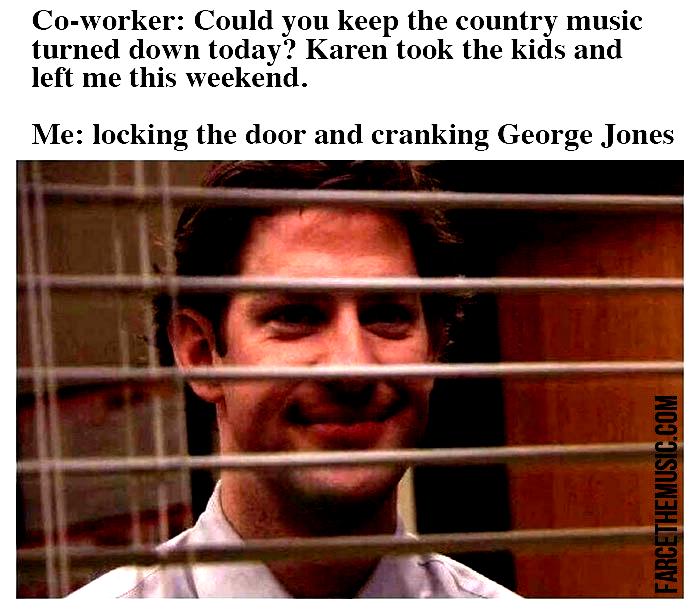 Co-worker: Could you keep the country music
turned down today? Karen took the kids and
left me this weekend.
Me: locking the door and cranking George Jones
FARCETHEMUSIC.COM